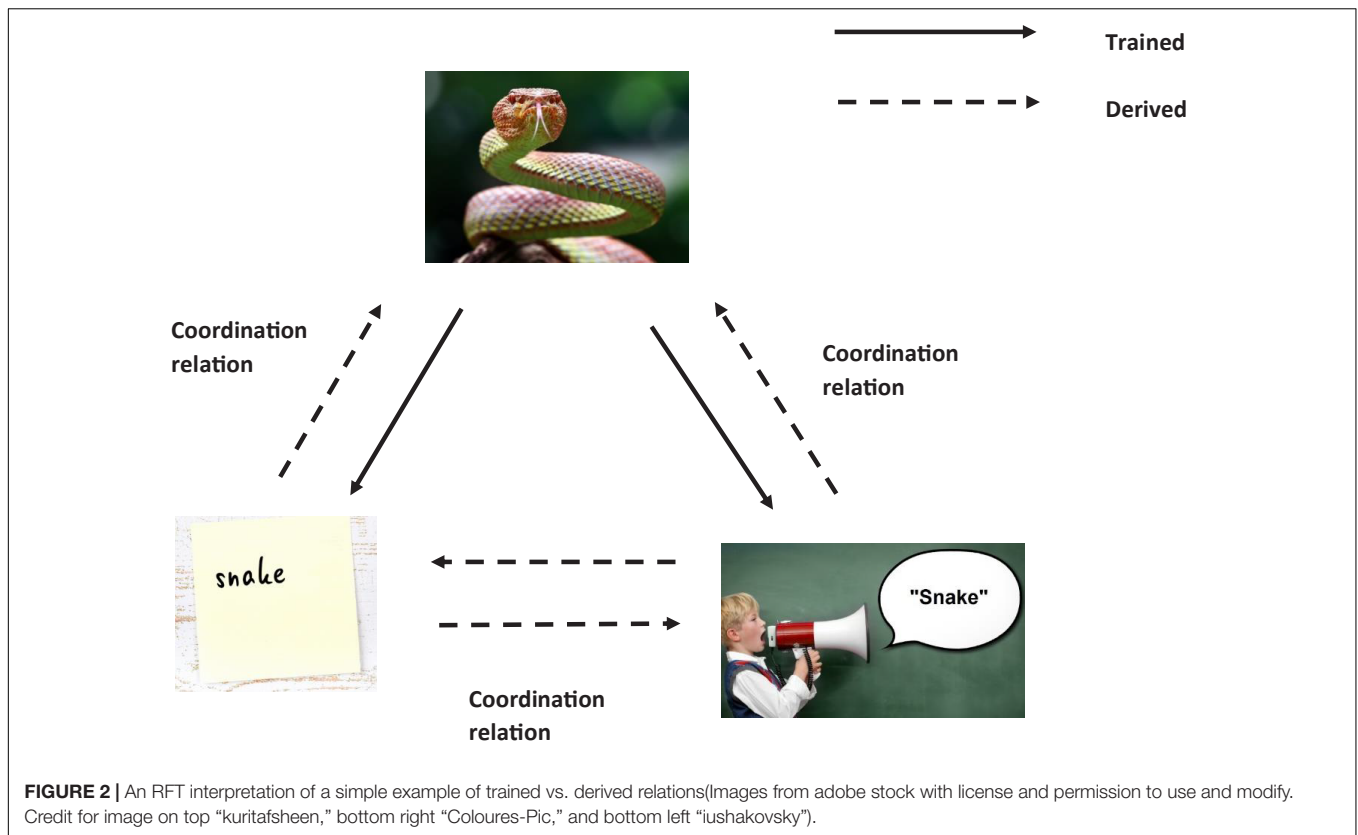 Trained
Derived
Coordination
relation
Coordination
relation
snake
"Snake"
Coordination
relation
FIGURE 2 | An RFT interpretation of a simple example of trained vs. derived relations(Images from adobe stock with license and permission to use and modify.
Credit for image on top “kuritafsheen,” bottom right “Coloures-Pic,” and bottom left “iushakovsky”).